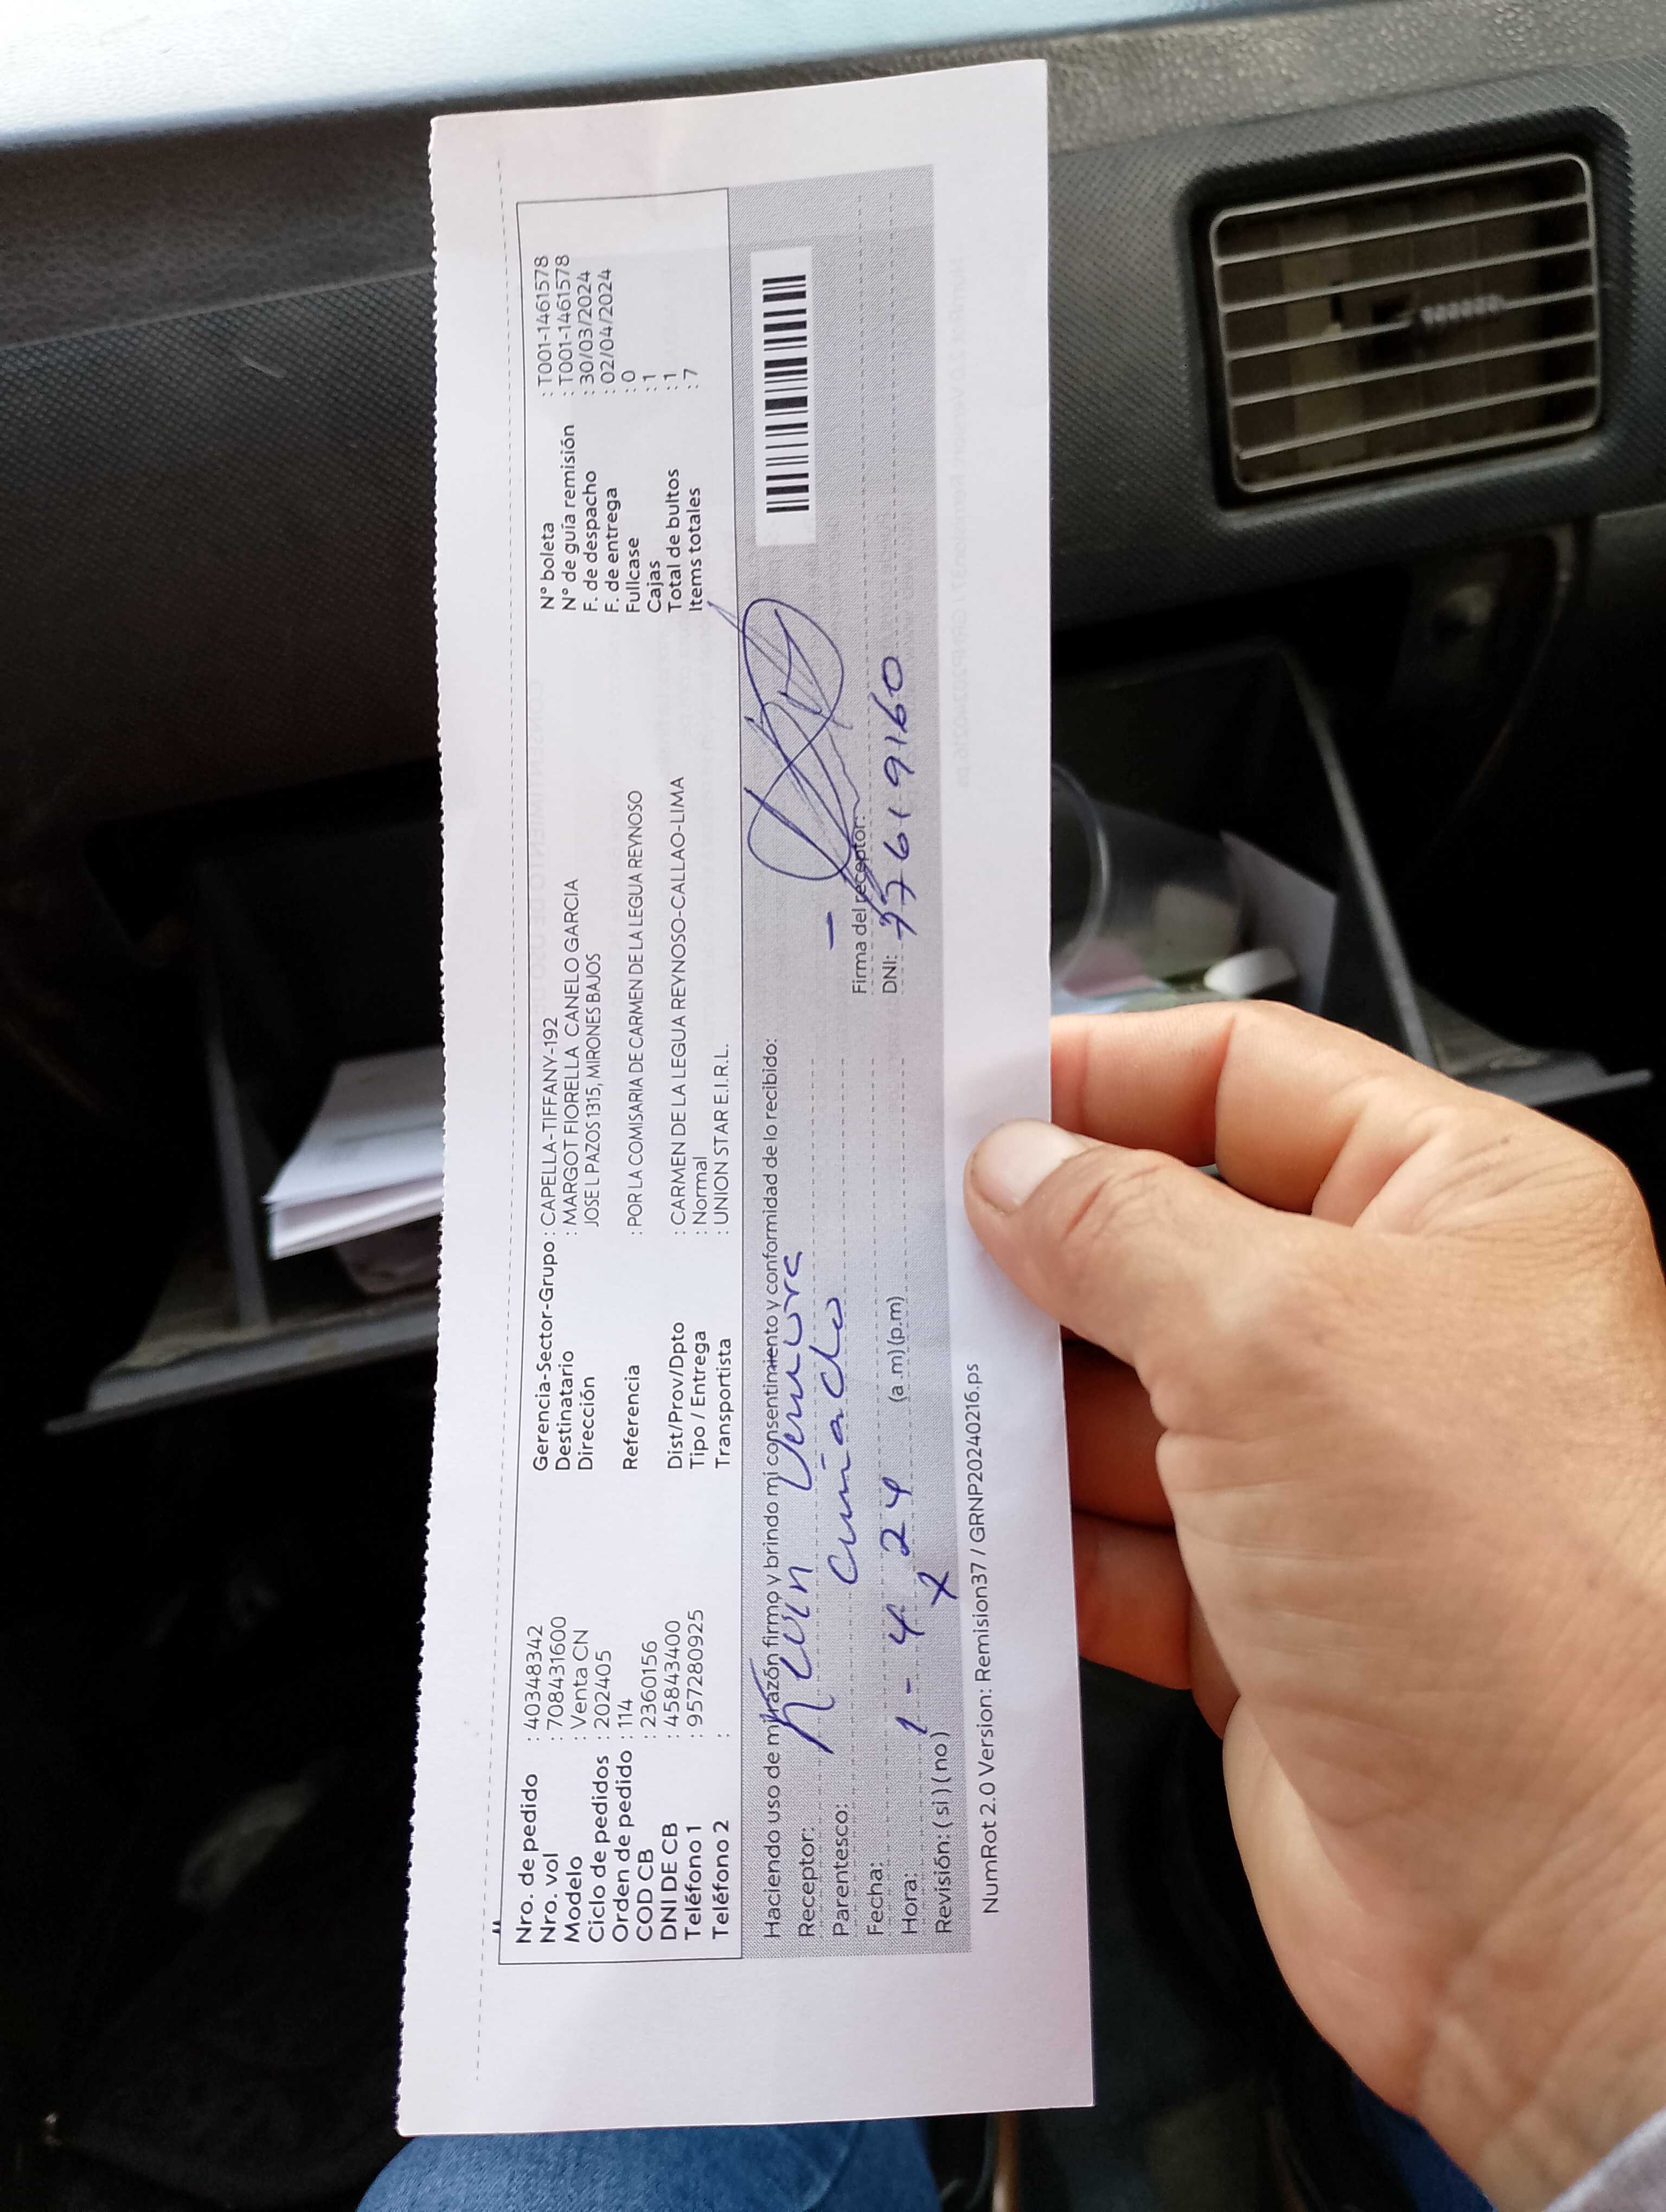 Nro. de pedido : 40348342
Nro. vol : 708431600
Modelo : Venta CN
Ciclo de pedidos : 202405
Orden de pedido : 114
COD CB : 2360156
DNI DE CB : 45843400
Teléfono 1 : 957280925
Teléfono 2 :
Gerencia-Sector-Grupo : CAPELLA-TIFFANY-192
Destinatario : MARGOT FIORELLA CANELO GARCIA
Dirección JOSE L PAZOS 1315, MIRONES BAJOS
Referencia : POR LA COMISARIA DE CARMEN DE LA LEGUA REYNOSO
Dist/Prov/Dpto : CARMEN DE LA LEGUA REYNOSO-CALLAO-LIMA
Tipo / Entrega : Normal
Transportista : UNION STAR E.I.R.L.
N° boleta : T001-1461578
N° de guía remisión : T001-1461578
F. de despacho : 30/03/2024
F. de entrega : 02/04/2024
Fullcase : 0
Cajas : 1
Total de bultos : 1
Items totales : 7
Haciendo uso de mi razón firmo y brindo mi consentimiento y conformidad de lo recibido:
Receptor:
Parentesco: Cuñado
Fecha: 1-4 24
Hora: (a.m)(p.m)
Revisión: ( si ) ( no ) x
Firma del receptor:
DNI: 77619160
NumRot 2.0 Version: Remision37 / GRNP20240216.ps